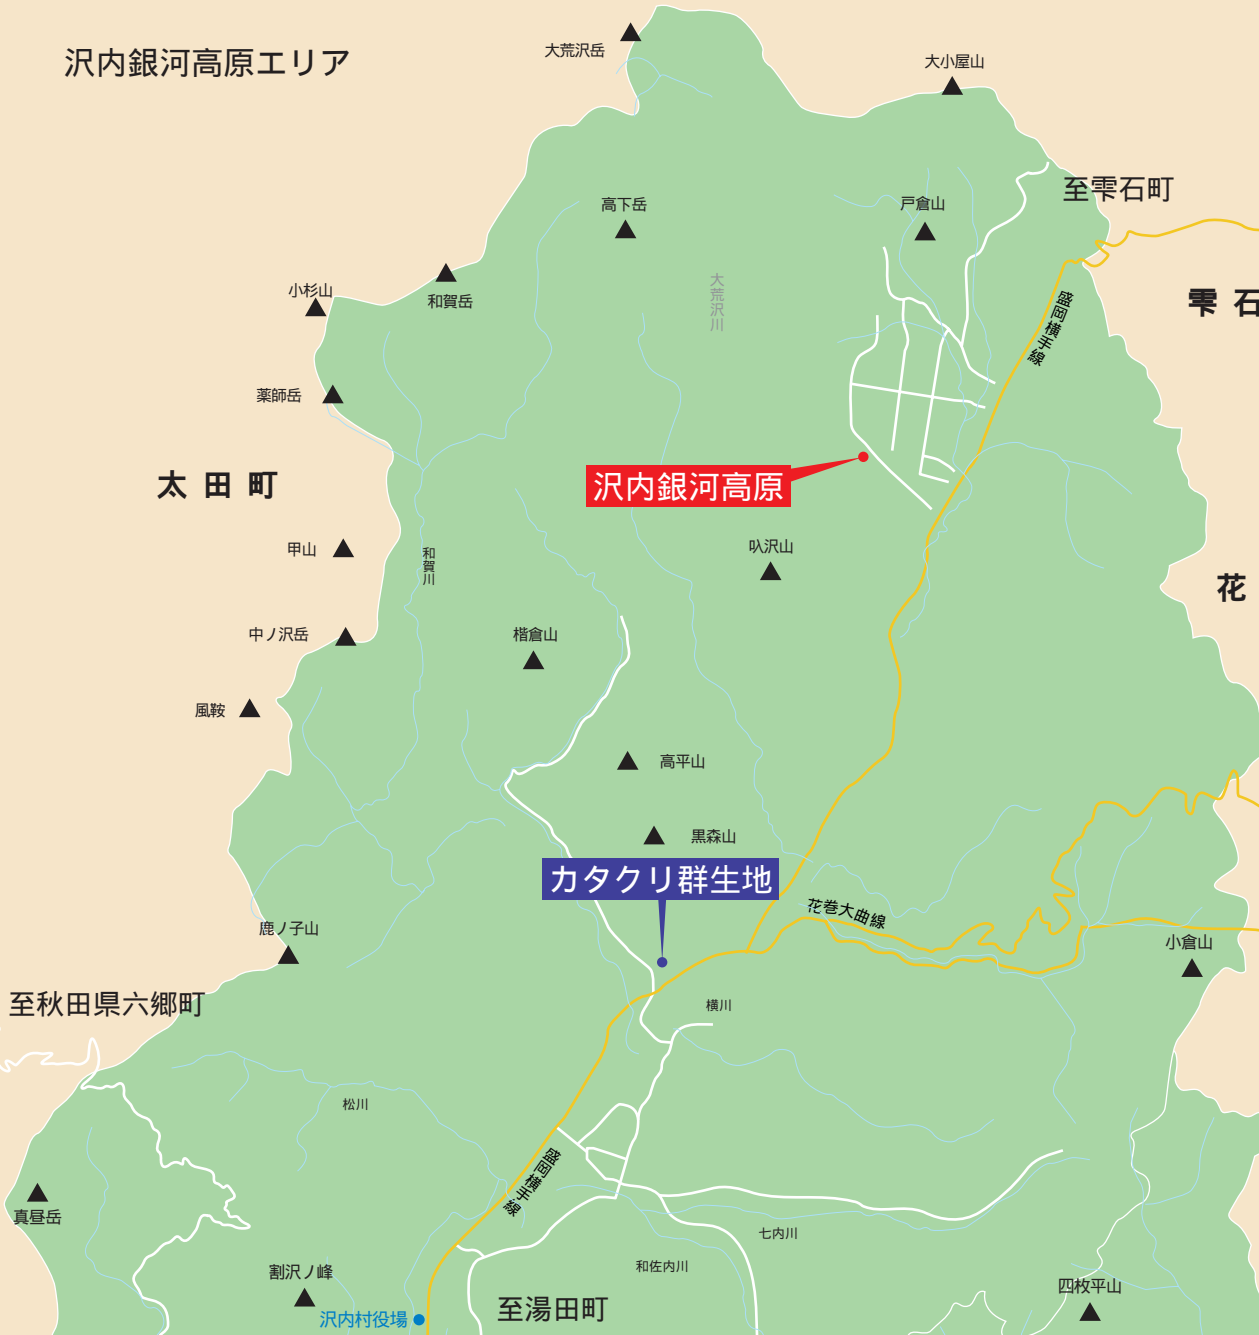 沢内銀河高原エリア
大荒沢岳
大小屋山
至雫石町
高下岳
戸倉山
小杉山
和賀岳
大荒沢川
雫 石
盛岡横手線
薬師岳
太 田 町
沢内銀河高原
甲山
和賀川
叺沢山
花
中ノ沢岳
楷倉山
風鞍
高平山
黒森山
カタクリ群生地
花巻大曲線
鹿ノ子山
小倉山
至秋田県六郷町
横川
松川
盛岡横手線
真昼岳
七内川
和佐内川
割沢ノ峰
四枚平山
至湯田町
沢内村役場